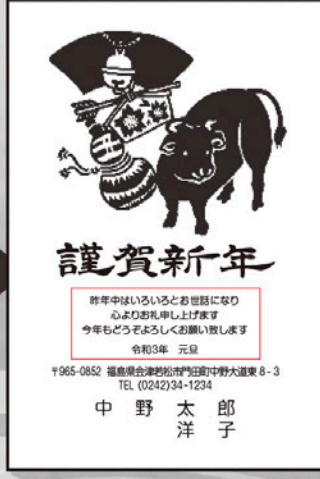 謹賀新年
昨年中はいろいろとお世話になり
心よりお礼申し上げます
今年もどうぞよろしくお願い致します
令和3年 元旦
〒965-0852 福島県会津若松市門田町中野大道東8-3
TEL (0242)34-1234
中野 太郎
洋子